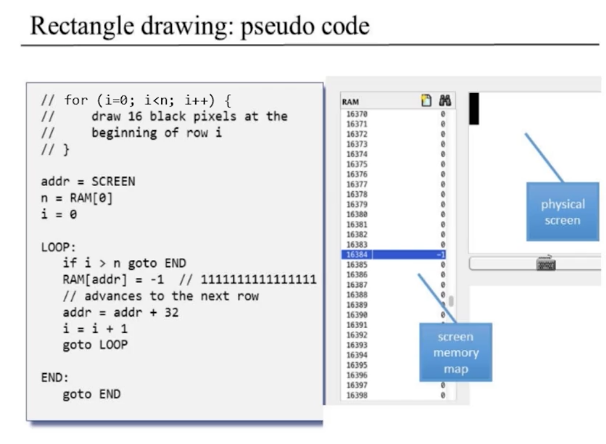 Rectangle drawing: pseudo code
// for (i=0; i<n; i++) {
//     draw 16 black pixels at the
//     beginning of row i
// }
addr = SCREEN
n = RAM[0]
i = 0
LOOP:
if i > n goto END
RAM[addr] = -1  // 1111111111111111
// advances to the next row
addr = addr + 32
i = i + 1
goto LOOP
END:
goto END
RAM
16370 0
16371 0
16372 0
16373 0
16374 0
16375 0
16376 0
16377 0
16378 0
16379 0
16380 0
16381 0
16382 0
16383 0
16384 -1
16385 0
16386 0
16387 0
16388 0
16389 0
16390 0
16391 0
16392
16393
16394
16395
16396
16397 0
16398 0
physical
screen
screen
memory
map